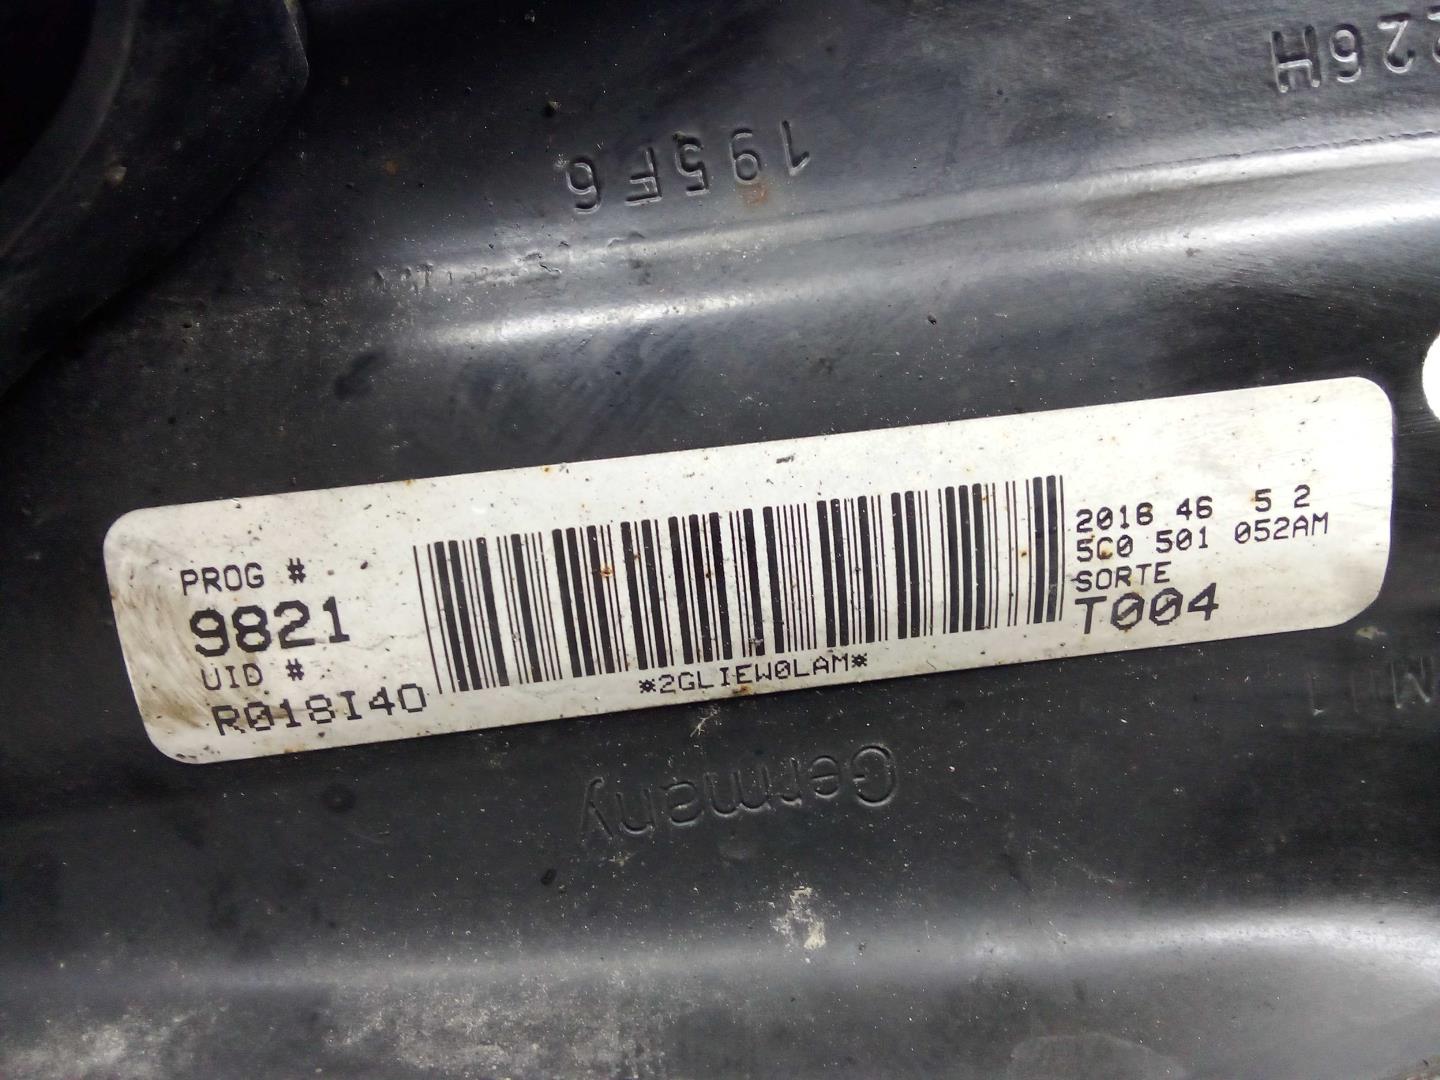 226H
195F6
PROG #
9821
UID #
R018I40
*2GLIEW0LAM*
2018 46 5 2
5C0 501 052AM
SORTE
T004
Germany